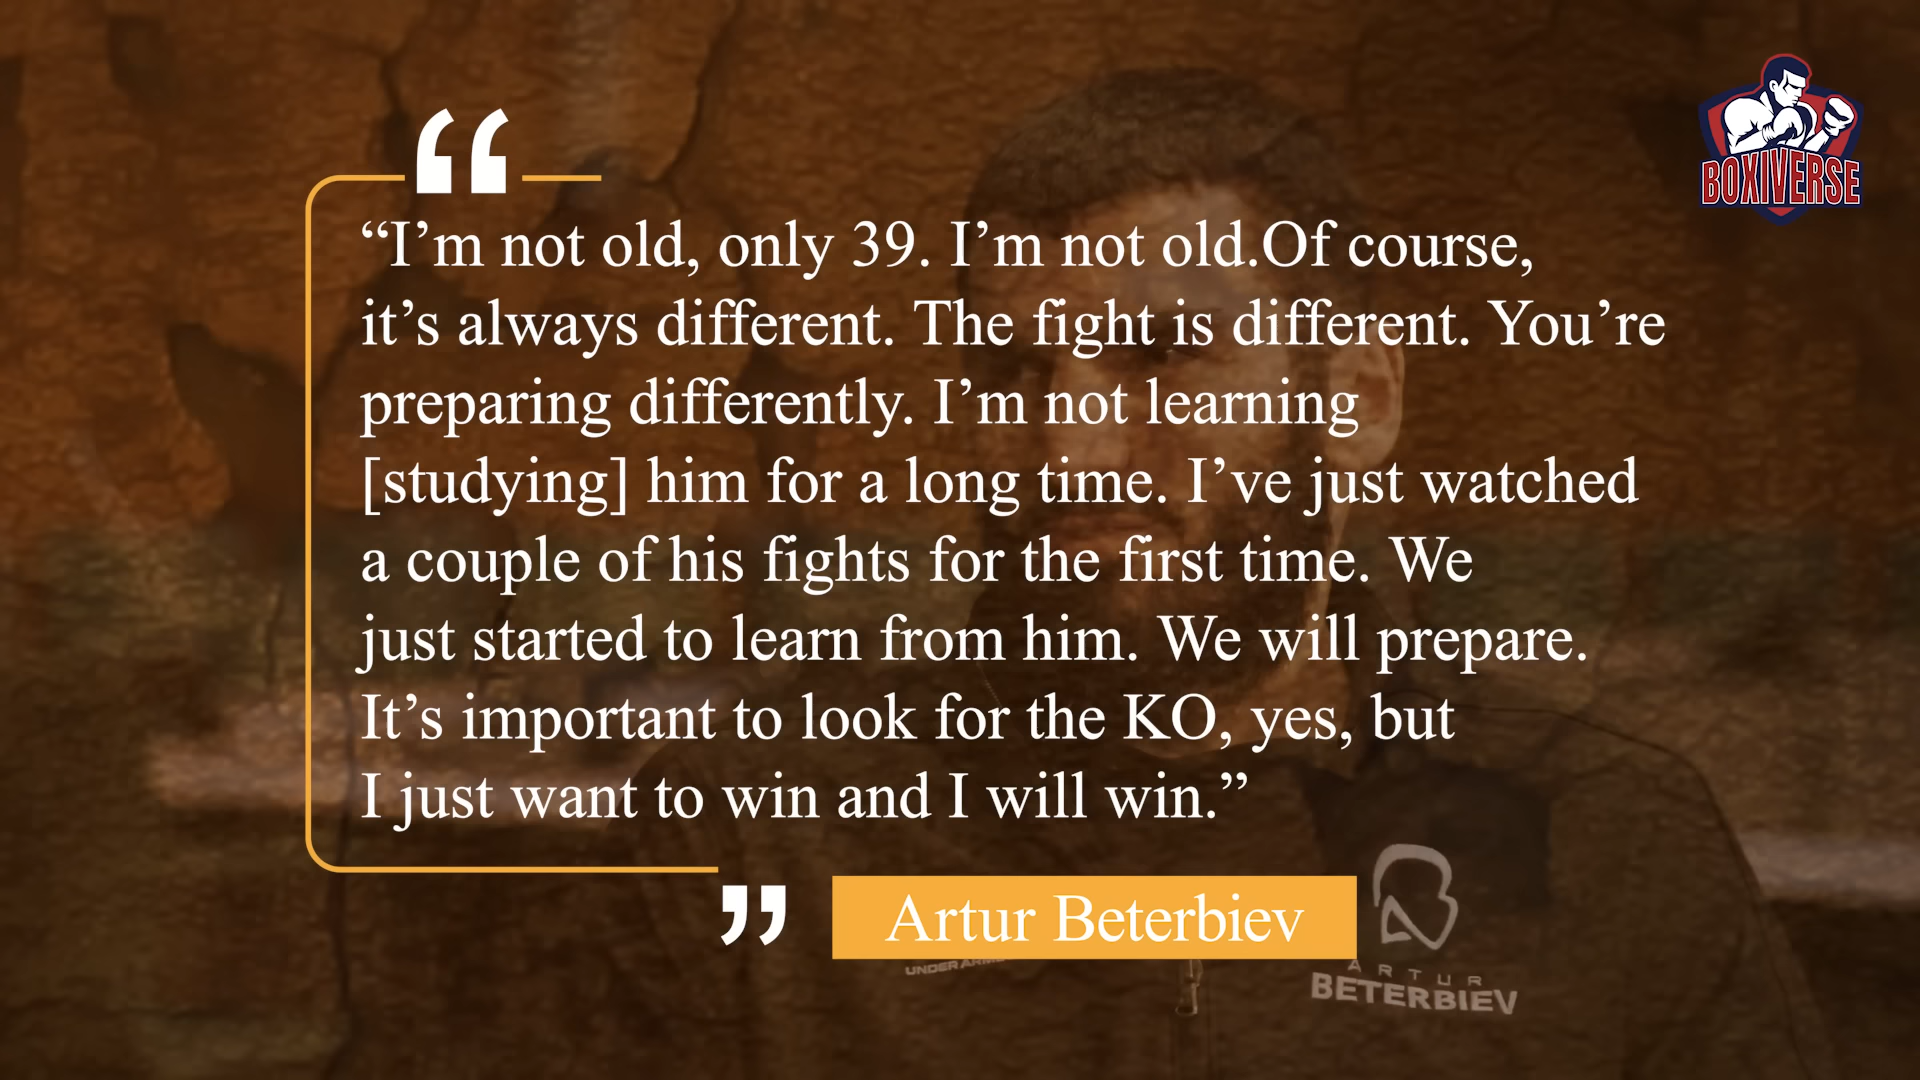 BOXIVERSE
“I’m not old, only 39. I’m not old.Of course,
it’s always different. The fight is different. You’re
preparing differently. I’m not learning
[studying] him for a long time. I’ve just watched
a couple of his fights for the first time. We
just started to learn from him. We will prepare.
It’s important to look for the KO, yes, but
I just want to win and I will win.”
Artur Beterbiev
UNDER
ARTUR
BETERBIEV